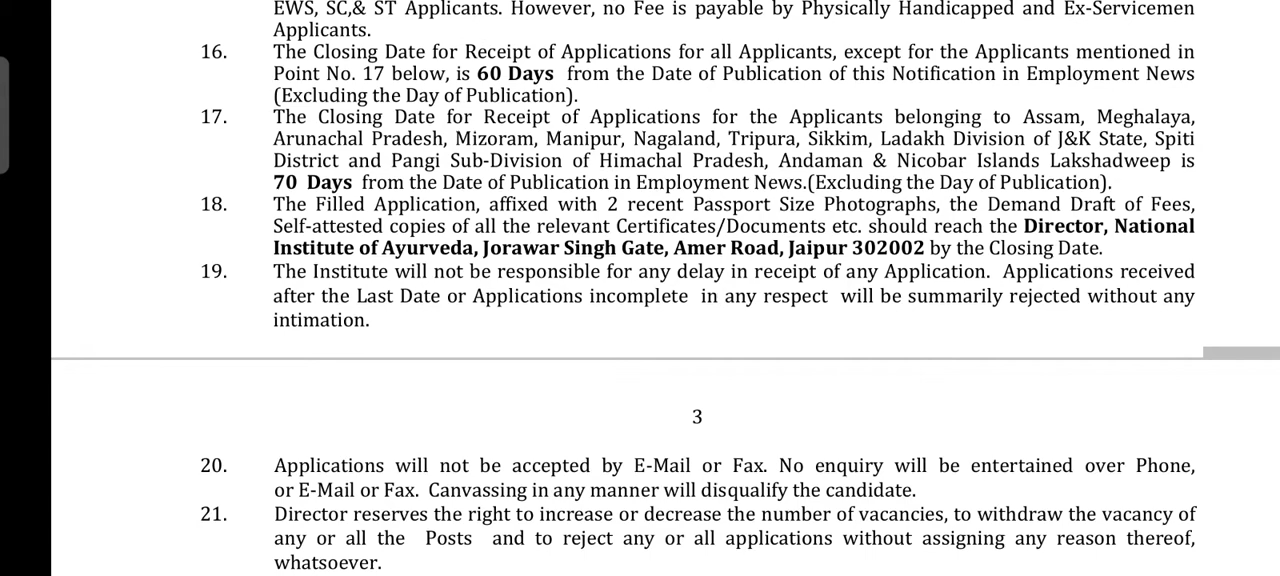 EWS, SC,& ST Applicants. However, no Fee is payable by Physically Handicapped and Ex-Servicemen
Applicants.
16. The Closing Date for Receipt of Applications for all Applicants, except for the Applicants mentioned in
Point No. 17 below, is 60 Days from the Date of Publication of this Notification in Employment News
(Excluding the Day of Publication).
17. The Closing Date for Receipt of Applications for the Applicants belonging to Assam, Meghalaya,
Arunachal Pradesh, Mizoram, Manipur, Nagaland, Tripura, Sikkim, Ladakh Division of J&K State, Spiti
District and Pangi Sub-Division of Himachal Pradesh, Andaman & Nicobar Islands Lakshadweep is
70 Days from the Date of Publication in Employment News.(Excluding the Day of Publication).
18. The Filled Application, affixed with 2 recent Passport Size Photographs, the Demand Draft of Fees,
Self-attested copies of all the relevant Certificates/Documents etc. should reach the Director, National
Institute of Ayurveda, Jorawar Singh Gate, Amer Road, Jaipur 302002 by the Closing Date.
19. The Institute will not be responsible for any delay in receipt of any Application. Applications received
after the Last Date or Applications incomplete in any respect will be summarily rejected without any
intimation.
3
20. Applications will not be accepted by E-Mail or Fax. No enquiry will be entertained over Phone,
or E-Mail or Fax. Canvassing in any manner will disqualify the candidate.
21. Director reserves the right to increase or decrease the number of vacancies, to withdraw the vacancy of
any or all the Posts and to reject any or all applications without assigning any reason thereof,
whatsoever.